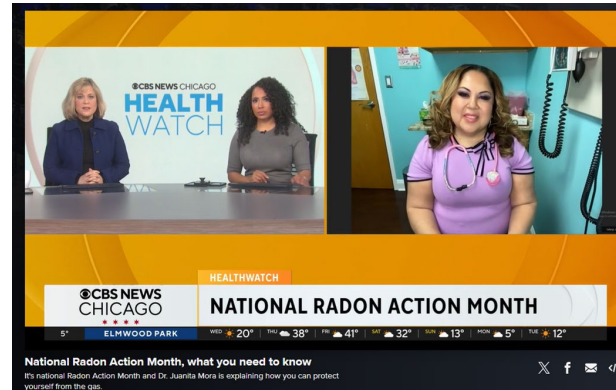 CBS NEWS CHICAGO
HEALTH
WATCH
HEALTHWATCH
CBS NEWS
CHICAGO
NATIONAL RADON ACTION MONTH
5° ELMWOOD PARK WED 20° THU 38° FRI 41° SAT 32° SUN 13° MON 5° TUE 12°
National Radon Action Month, what you need to know
It's national Radon Action Month and Dr. Juanita Mora is explaining how you can protect
yourself from the gas.